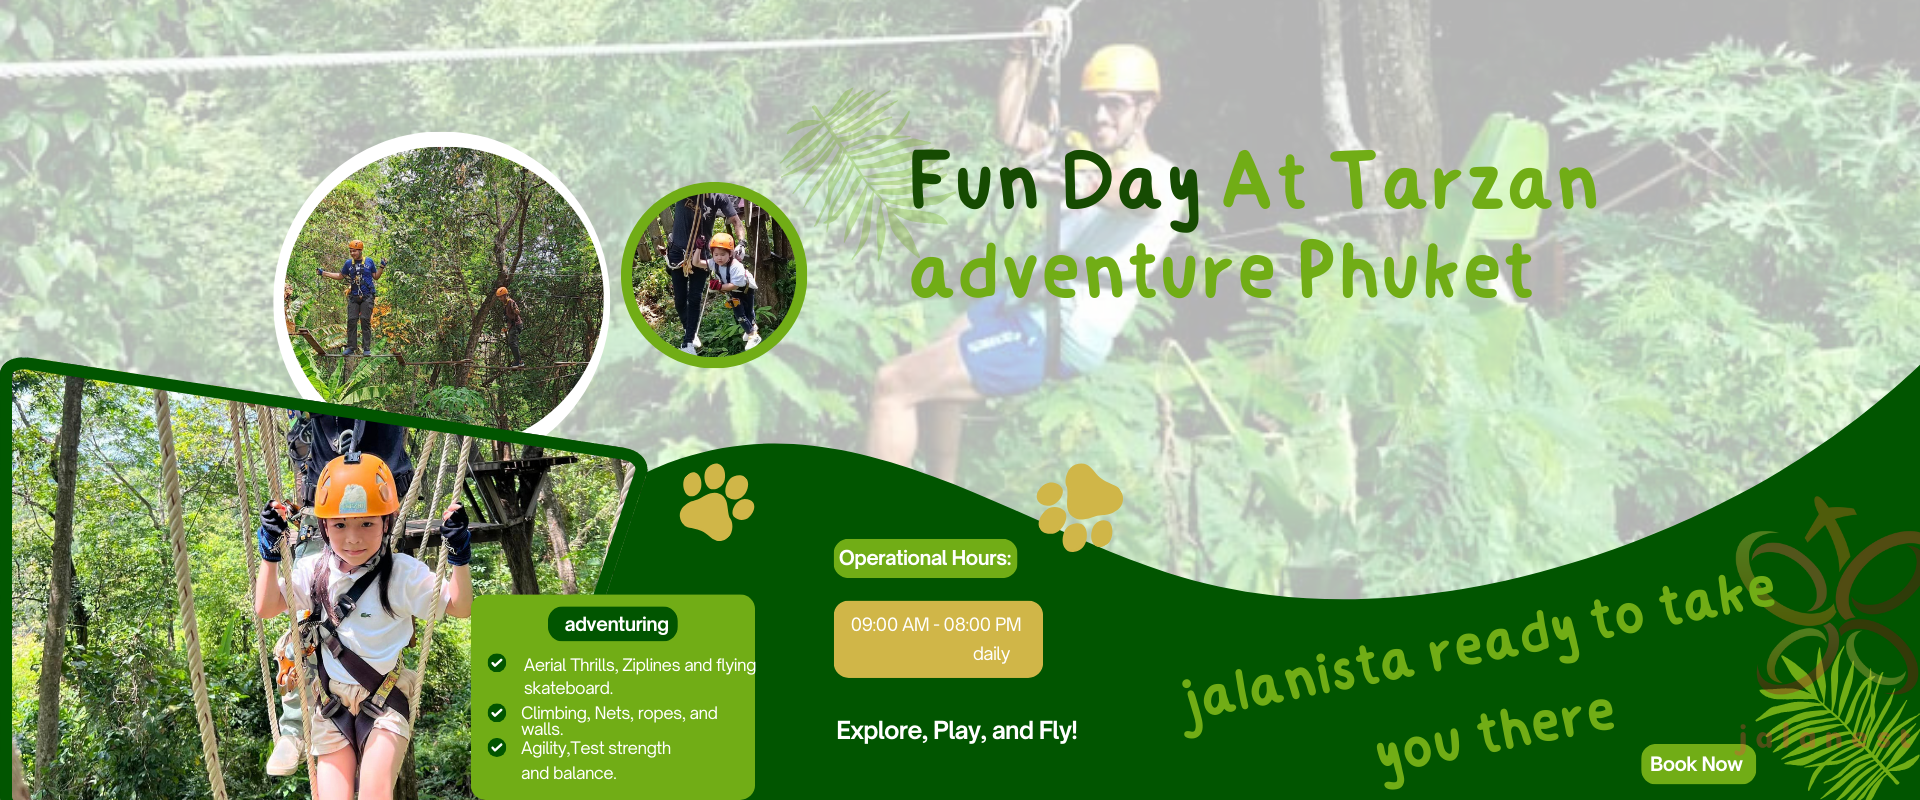 Fun Day At Tarzan
adventure Phuket
adventuring
Aerial Thrills, Ziplines and flying
skateboard.
Climbing, Nets, ropes, and
walls.
Agility,Test strength
and balance.
Operational Hours:
09:00 AM - 08:00 PM
daily
Explore, Play, and Fly!
jalanista ready to take
you there
Book Now